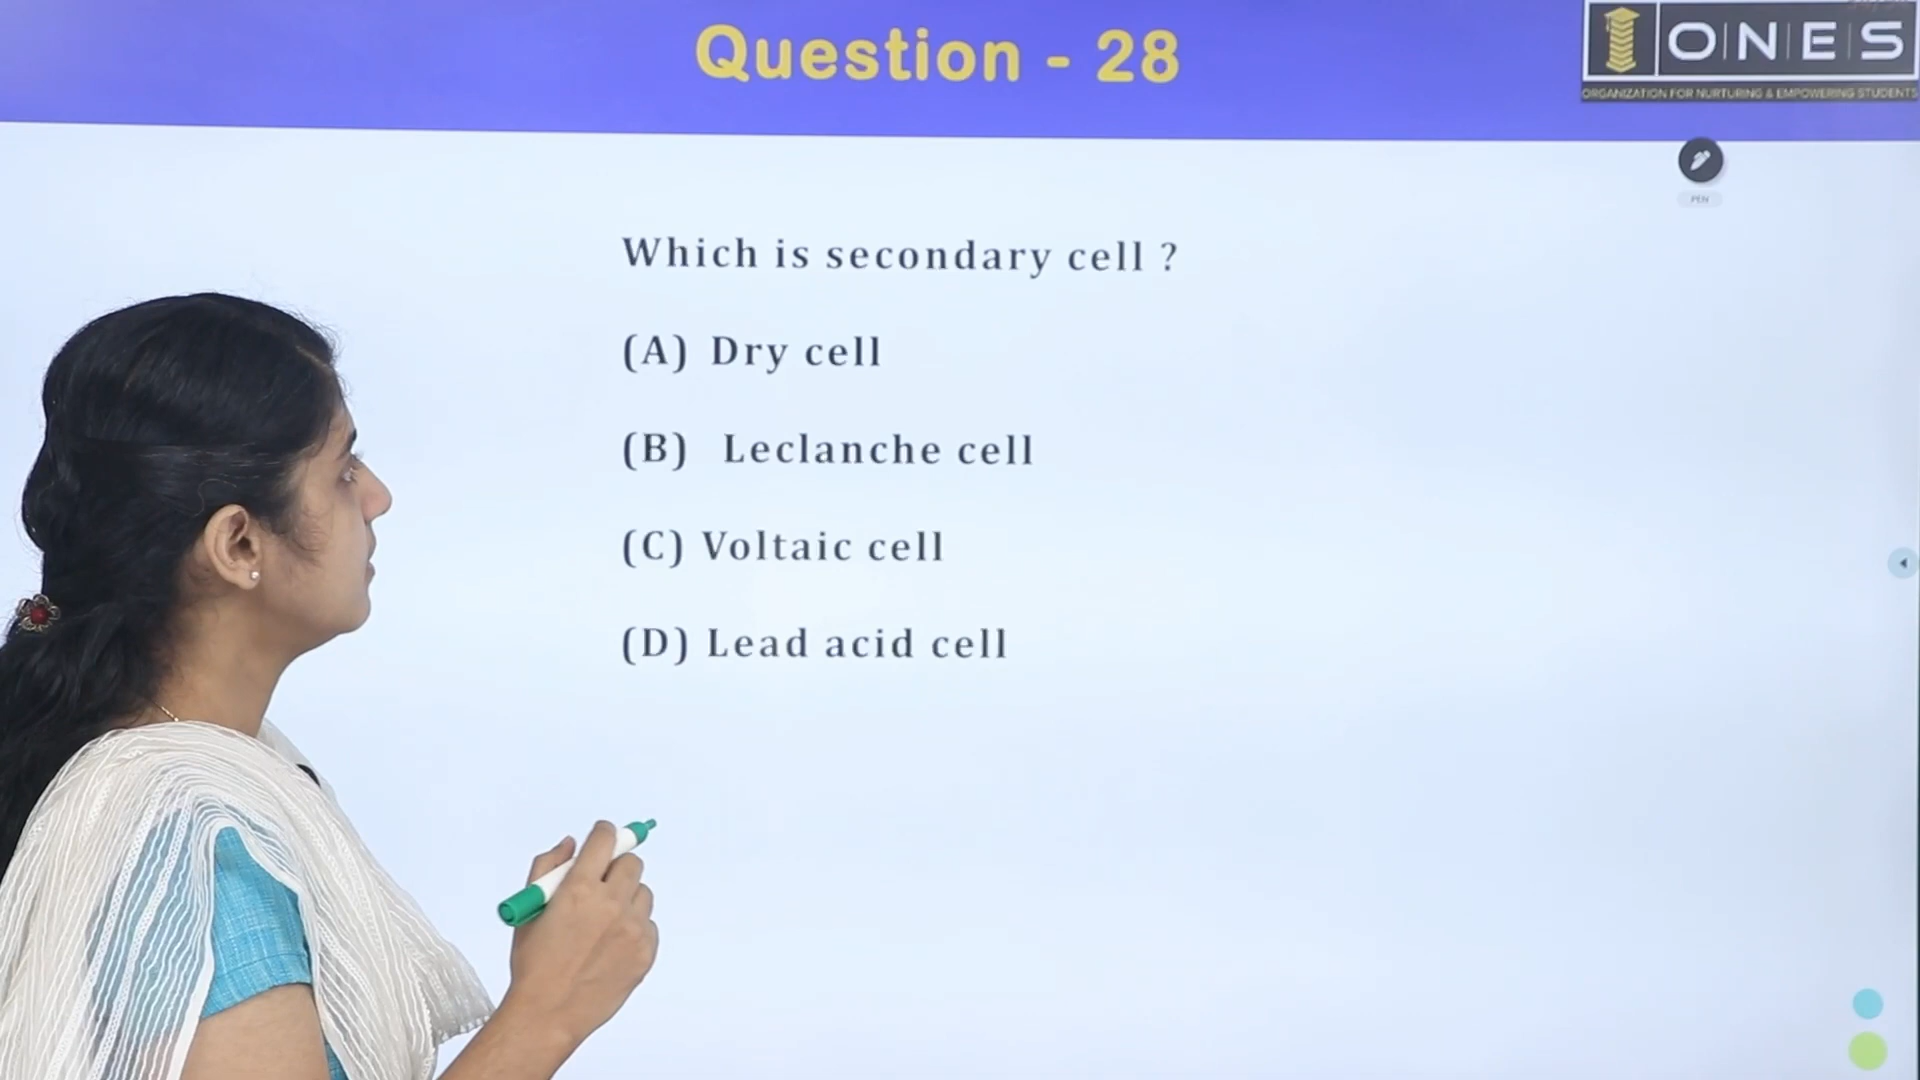 Question - 28
O|N|E|S
ORGANIZATION FOR NURTURING & EMPOWERING STUDENTS
PEN
Which is secondary cell ?
(A) Dry cell
(B) Leclanche cell
(C) Voltaic cell
(D) Lead acid cell